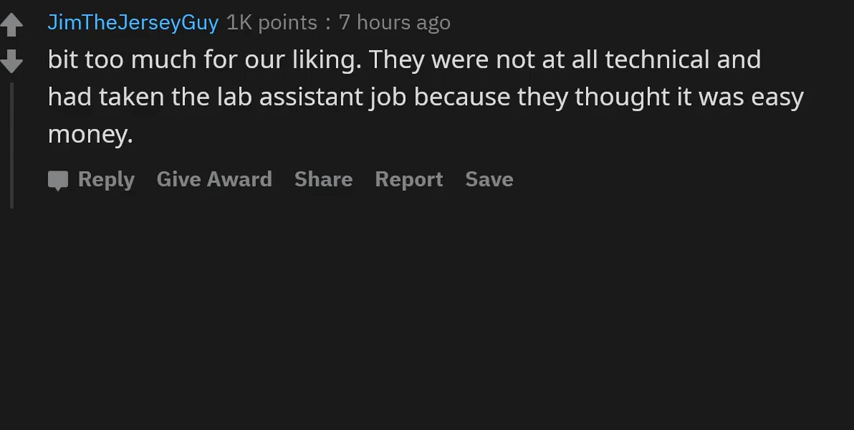 JimTheJerseyGuy 1K points : 7 hours ago
bit too much for our liking. They were not at all technical and
had taken the lab assistant job because they thought it was easy
money.
Reply Give Award Share Report Save